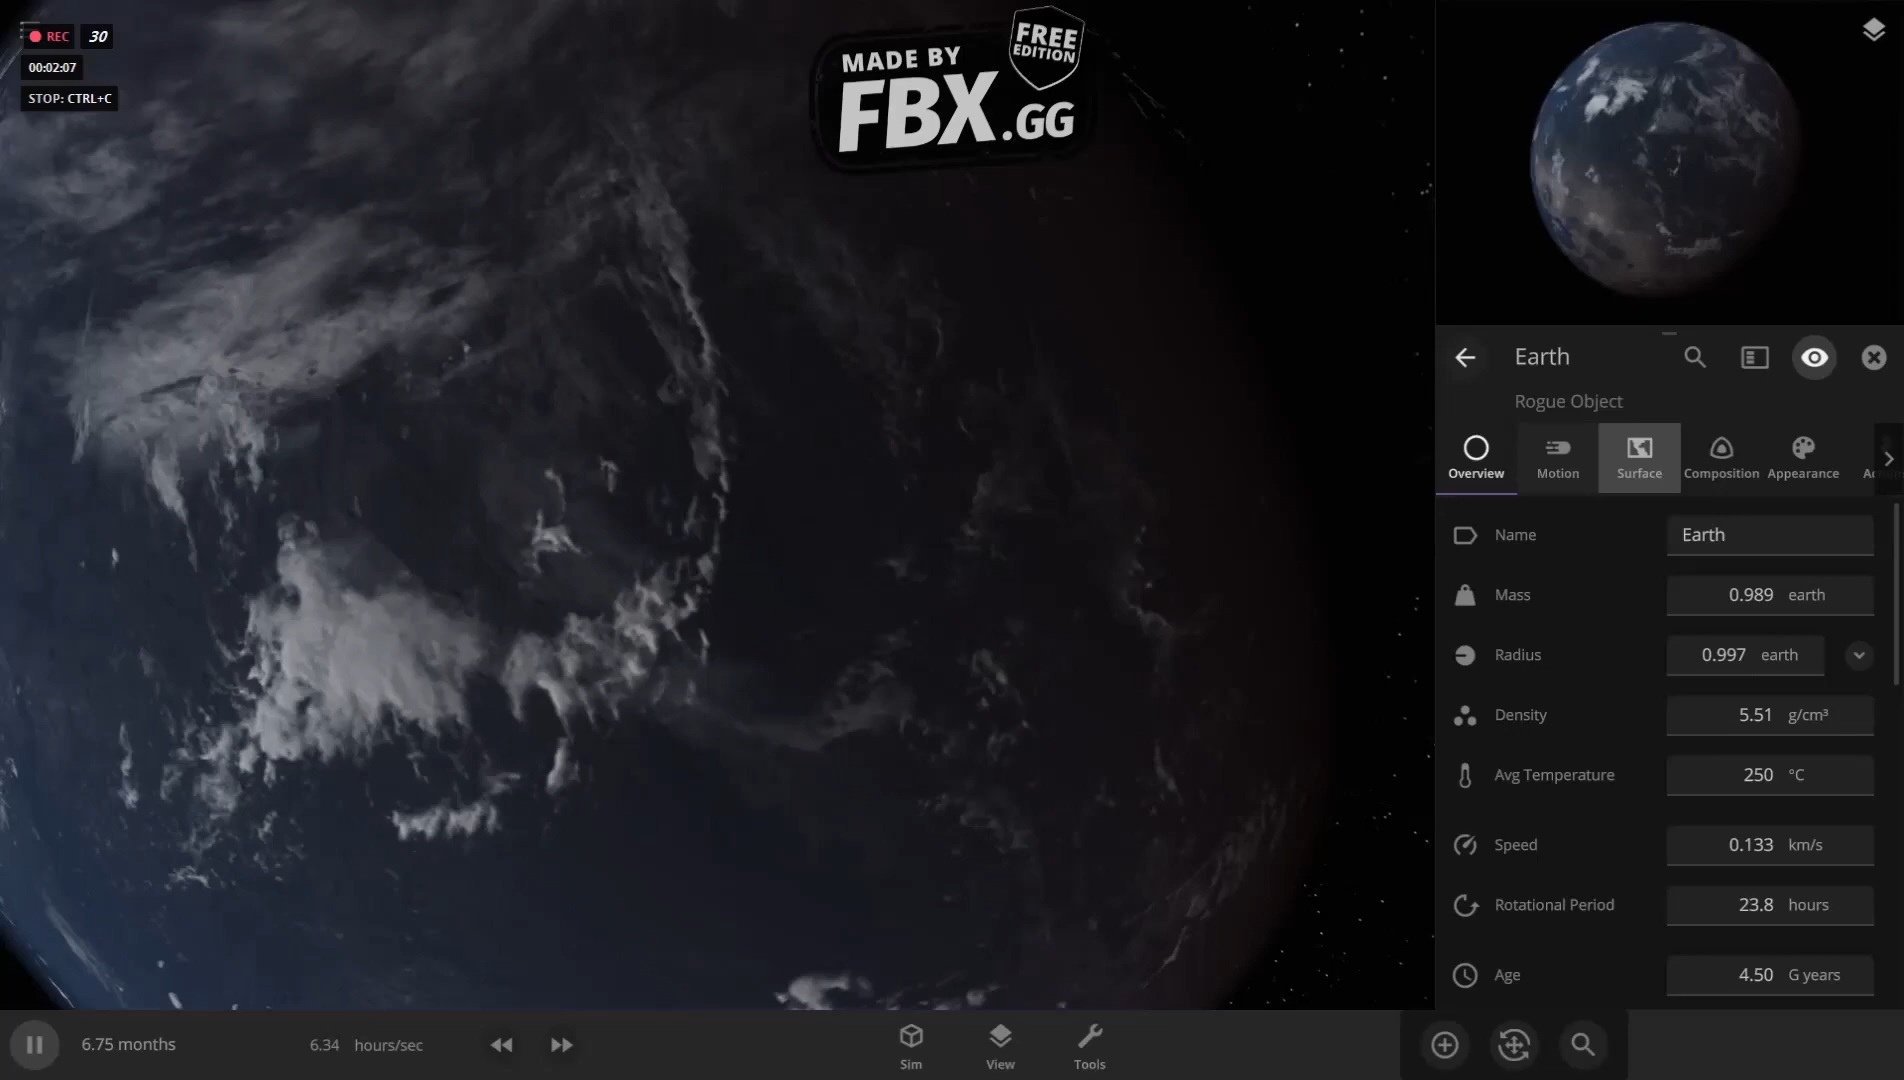 REC 30
00:02:07
STOP: CTRL+C
MADE BY
FBX.GG
FREE
EDITION
Earth
Rogue Object
Overview Motion Surface Composition Appearance
Name Earth
Mass 0.989 earth
Radius 0.997 earth
Density 5.51 g/cm³
Avg Temperature 250 °C
Speed 0.133 km/s
Rotational Period 23.8 hours
Age 4.50 G years
6.75 months 6.34 hours/sec Sim View Tools